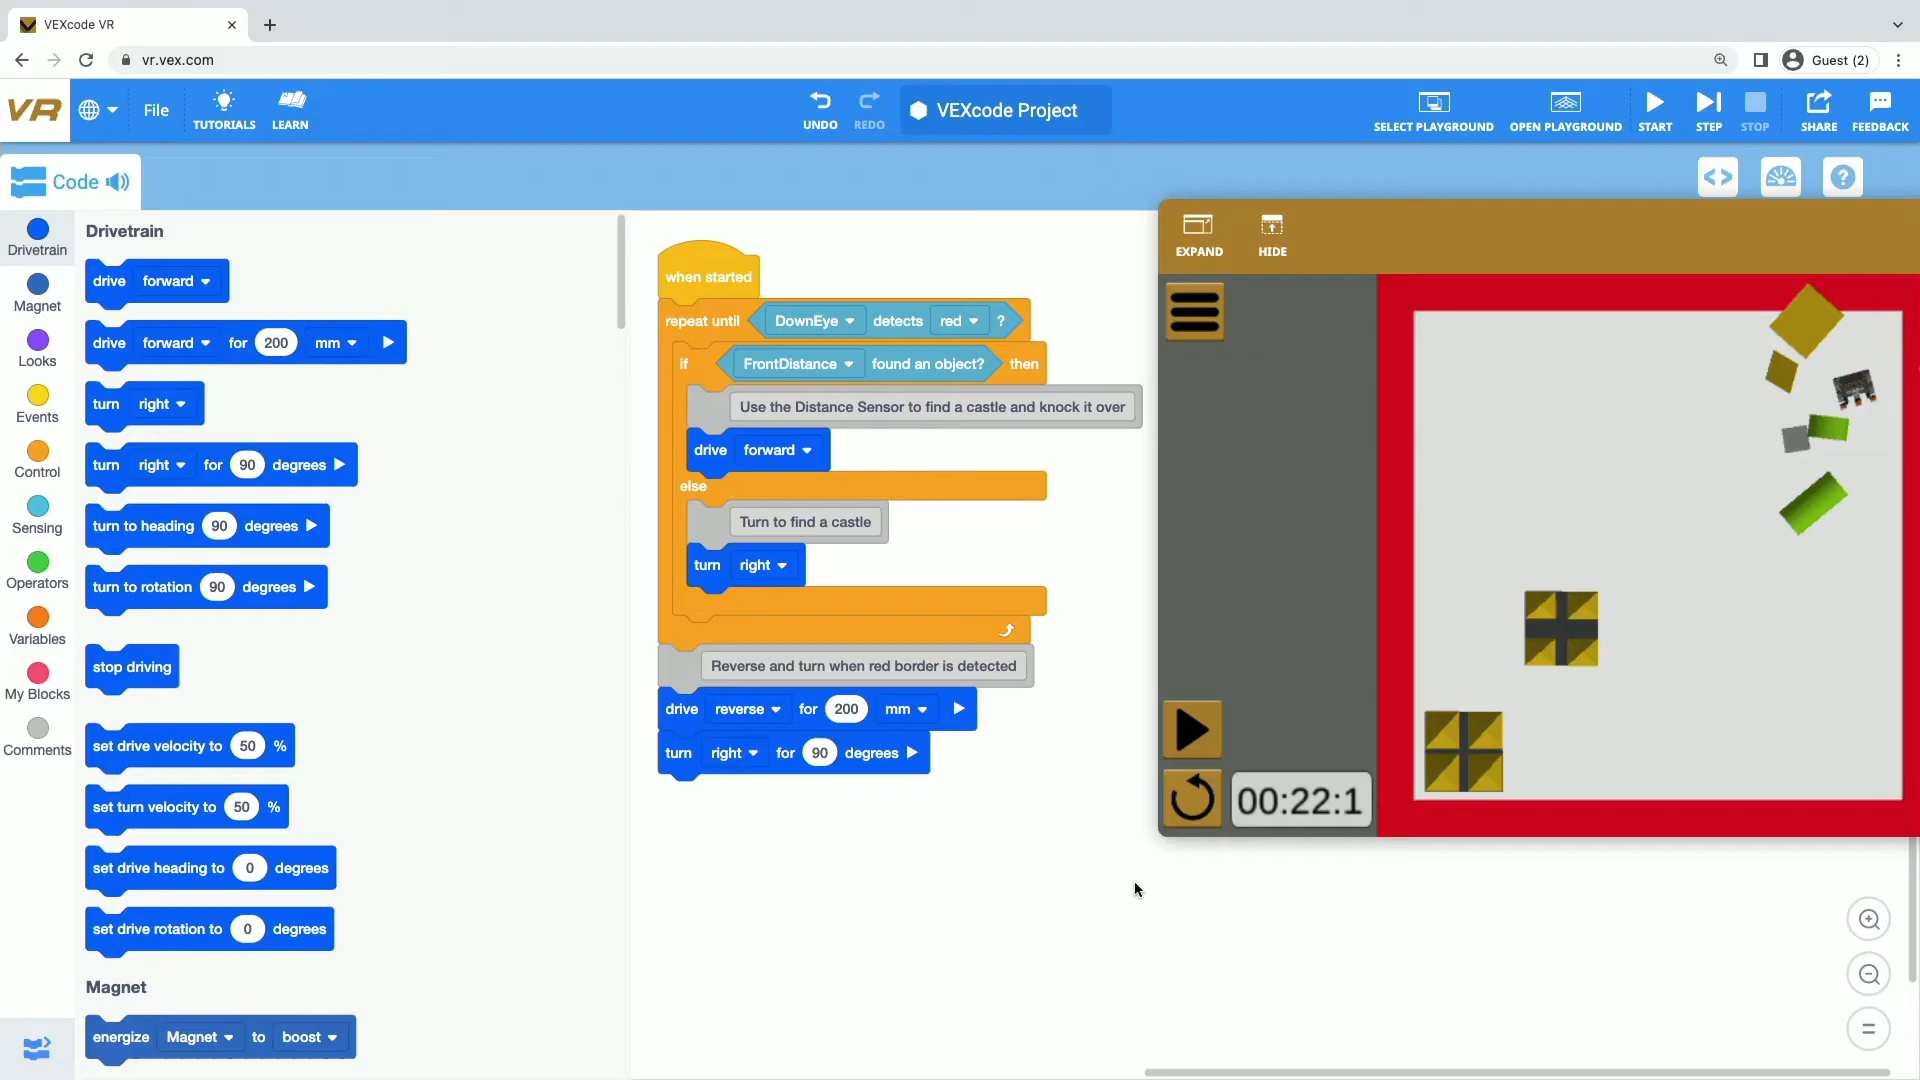 VEXcode VR
vr.vex.com
Guest (2)
VR
File
TUTORIALS
LEARN
UNDO
REDO
VEXcode Project
SELECT PLAYGROUND
OPEN PLAYGROUND
START
STEP
STOP
SHARE
FEEDBACK
Code
Drivetrain
Magnet
Looks
Events
Control
Sensing
Operators
Variables
My Blocks
Comments
Drivetrain
drive forward
drive forward for 200 mm
turn right
turn right for 90 degrees
turn to heading 90 degrees
turn to rotation 90 degrees
stop driving
set drive velocity to 50 %
set turn velocity to 50 %
set drive heading to 0 degrees
set drive rotation to 0 degrees
Magnet
energize Magnet to boost
when started
repeat until DownEye detects red ?
if FrontDistance found an object? then
Use the Distance Sensor to find a castle and knock it over
drive forward
else
Turn to find a castle
turn right
Reverse and turn when red border is detected
drive reverse for 200 mm
turn right for 90 degrees
EXPAND
HIDE
00:22:1